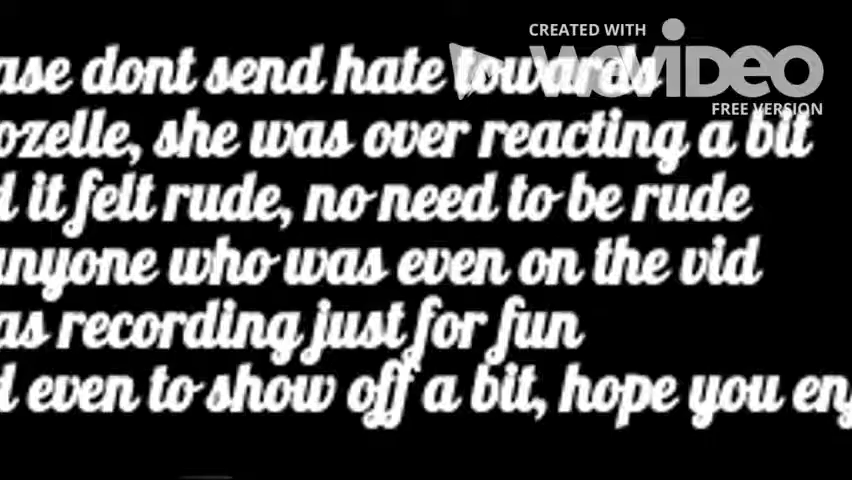 CREATED WITH
WeVideo
FREE VERSION
ase dont send hate towards
ozelle, she was over reacting a bit
d it felt rude, no need to be rude
anyone who was even on the vid
as recording just for fun
d even to show off a bit, hope you en